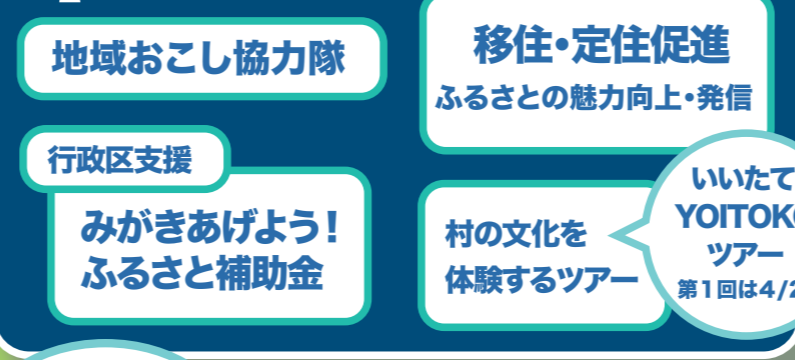 地域おこし協力隊
移住・定住促進
ふるさとの魅力向上・発信
行政区支援
みがきあげよう!
ふるさと補助金
村の文化を
体験するツアー
いいたて
YOITOK
ツアー
第1回は4/2